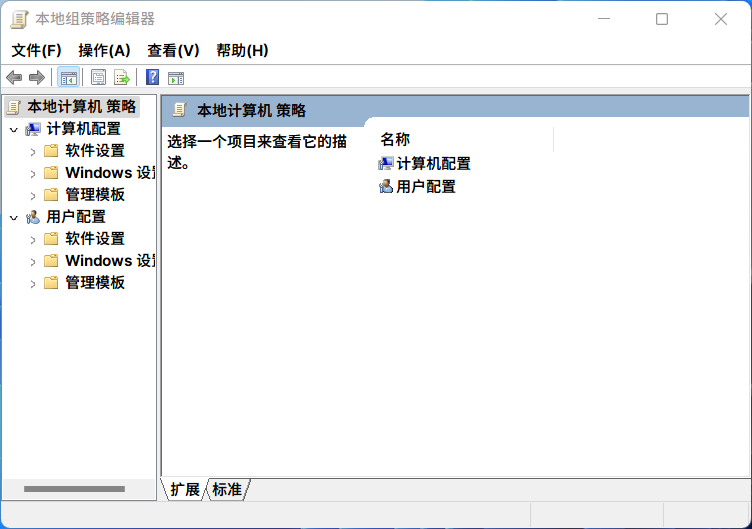 本地组策略编辑器
文件(F) 操作(A) 查看(V) 帮助(H)
本地计算机 策略
计算机配置
软件设置
Windows 设
管理模板
用户配置
软件设置
Windows 设
管理模板
本地计算机 策略
选择一个项目来查看它的描
述。
名称
计算机配置
用户配置
扩展 标准